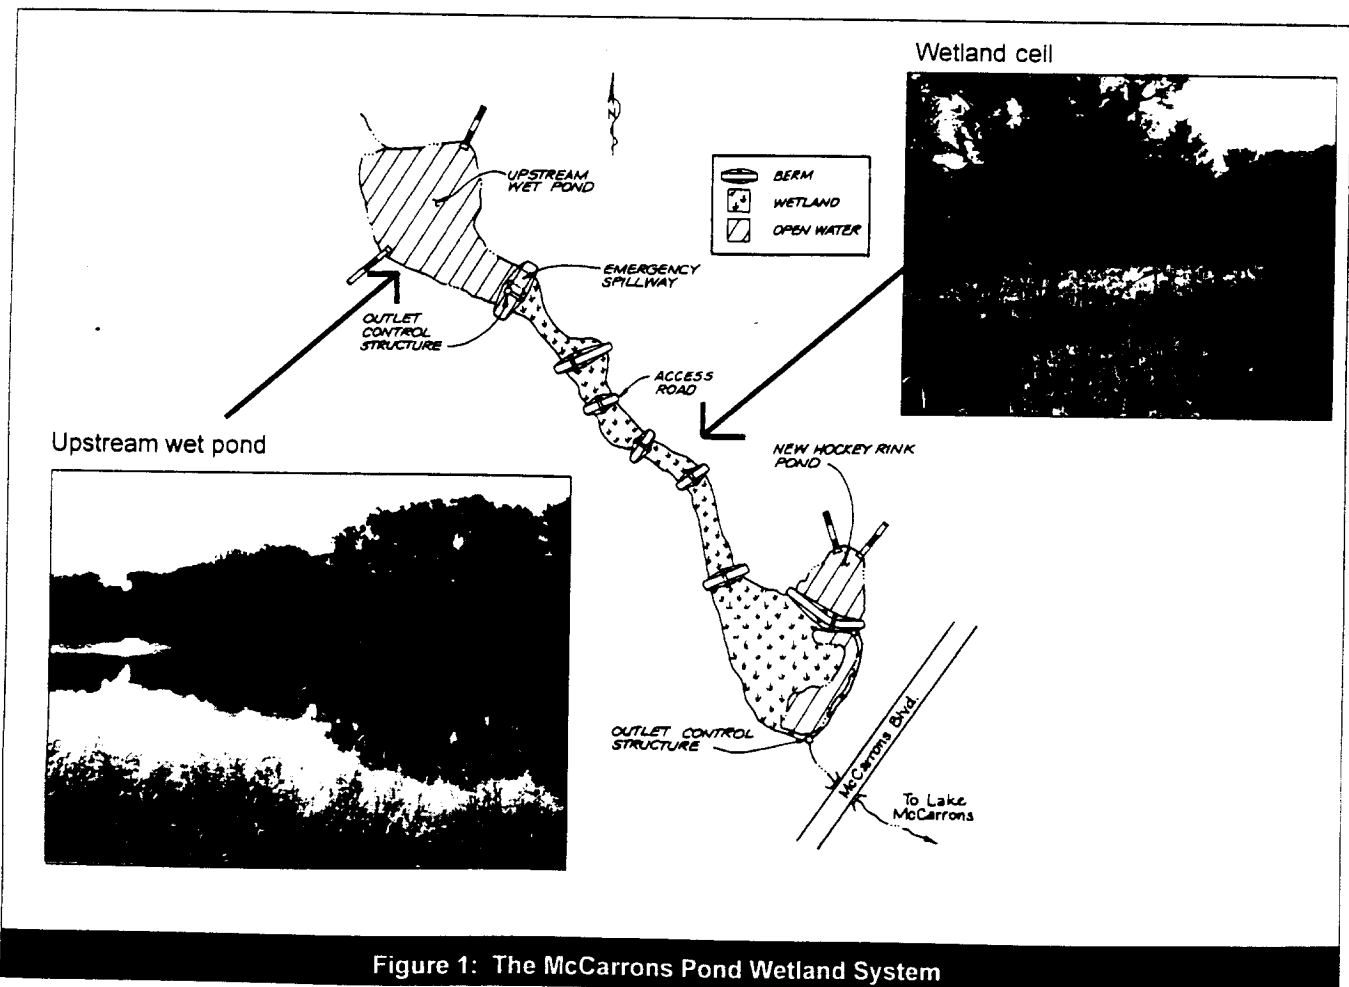 Wetland cell
N
UPSTREAM
WET POND
BERM
WETLAND
OPEN WATER
EMERGENCY
SPILLWAY
OUTLET
CONTROL
STRUCTURE
ACCESS
ROAD
Upstream wet pond
NEW HOCKEY RINK
POND
OUTLET CONTROL
STRUCTURE
McCarrons Blvd.
To Lake
McCarrons
Figure 1: The McCarrons Pond Wetland System